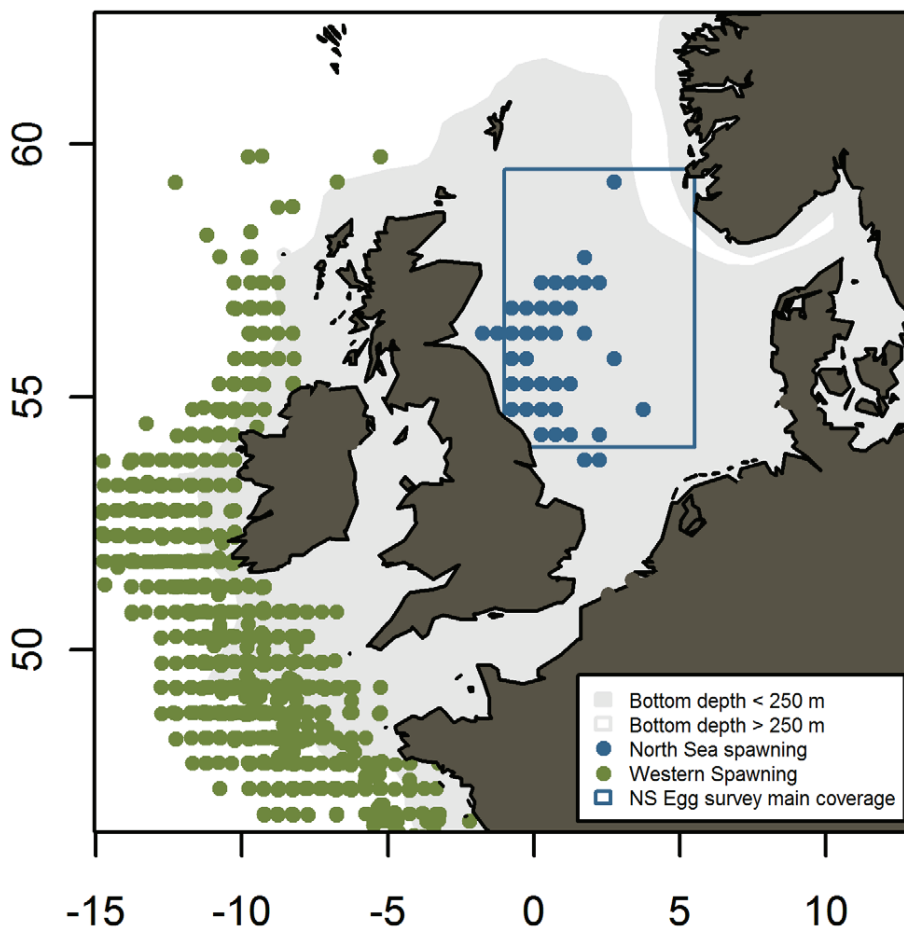 60
55
50
Bottom depth < 250 m
Bottom depth > 250 m
North Sea spawning
Western Spawning
NS Egg survey main coverage
-15 -10 -5 0 5 10